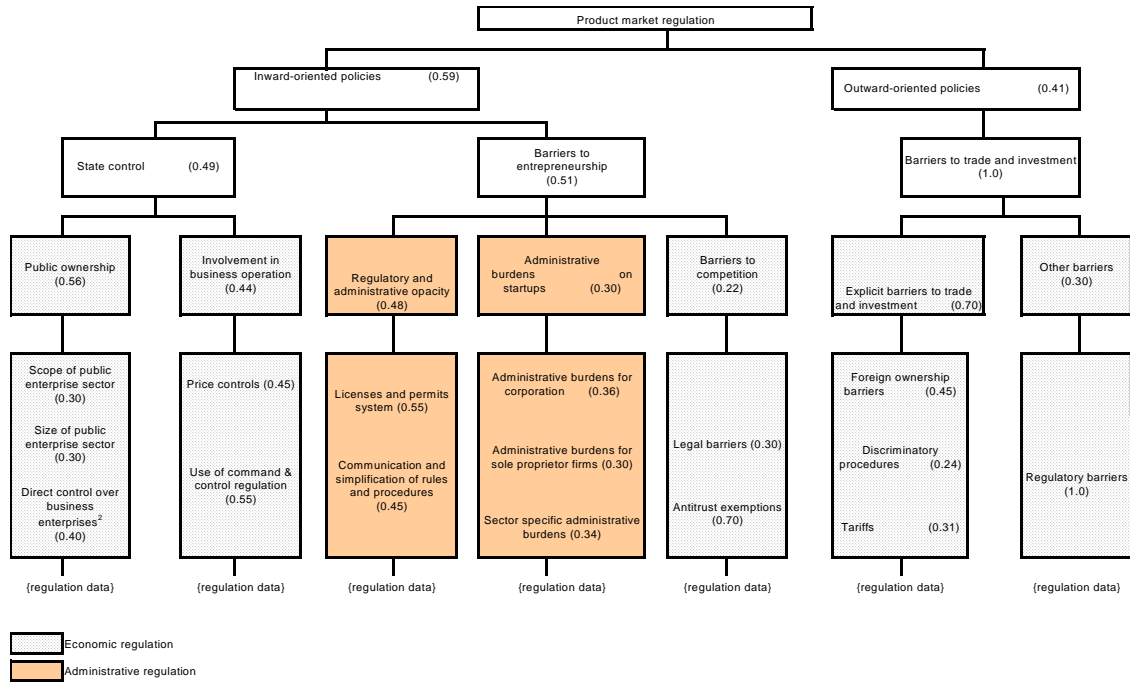 Product market regulation
Inward-oriented policies (0.59)
Outward-oriented policies (0.41)
State control (0.49)
Barriers to
entrepreneurship
(0.51)
Barriers to trade and investment
(1.0)
Public ownership
(0.56)
Involvement in
business operation
(0.44)
Regulatory and
administrative opacity
(0.48)
Administrative
burdens on
startups (0.30)
Barriers to
competition
(0.22)
Explicit barriers to trade
and investment (0.70)
Other barriers
(0.30)
Scope of public
enterprise sector
(0.30)
Size of public
enterprise sector
(0.30)
Direct control over
business
enterprises²
(0.40)
Price controls (0.45)
Use of command &
control regulation
(0.55)
Licenses and permits
system (0.55)
Communication and
simplification of rules
and procedures
(0.45)
Administrative burdens for
corporation (0.36)
Administrative burdens for
sole proprietor firms (0.30)
Sector specific administrative
burdens (0.34)
Legal barriers (0.30)
Antitrust exemptions
(0.70)
Foreign ownership
barriers (0.45)
Discriminatory
procedures (0.24)
Tariffs (0.31)
Regulatory barriers
(1.0)
{regulation data}
{regulation data}
{regulation data}
{regulation data}
{regulation data}
{regulation data}
{regulation data}
Economic regulation
Administrative regulation